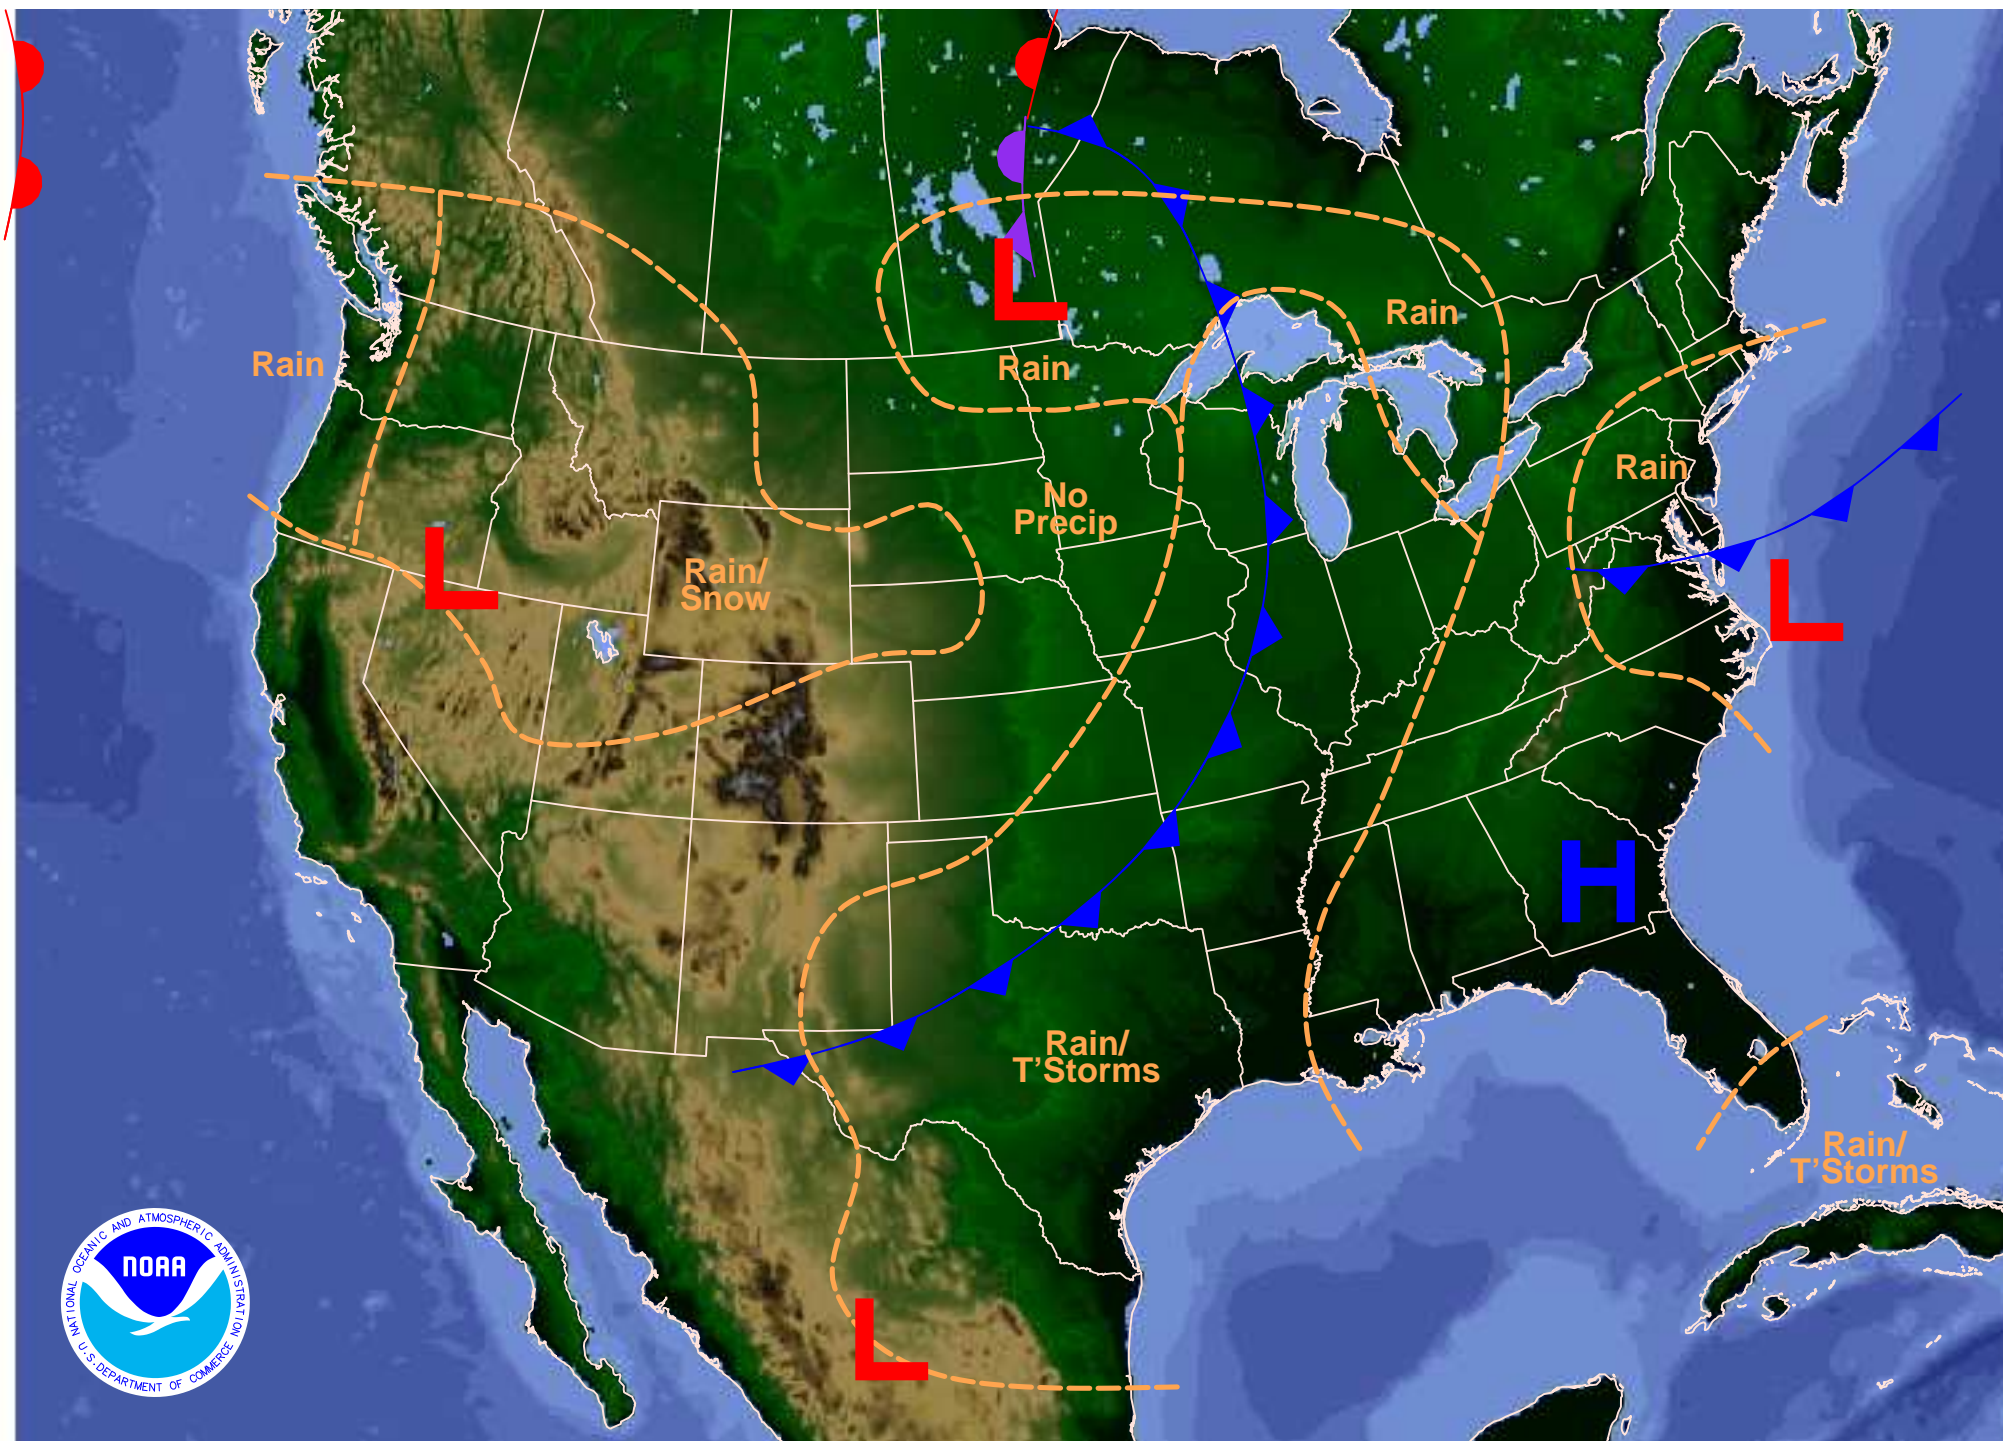 L
Rain
Rain
Rain
Rain
No
Precip
L
Rain/
Snow
L
H
Rain/
T'Storms
Rain/
T'Storms
L
NATIONAL OCEANIC AND ATMOSPHERIC ADMINISTRATION
NOAA
U.S. DEPARTMENT OF COMMERCE